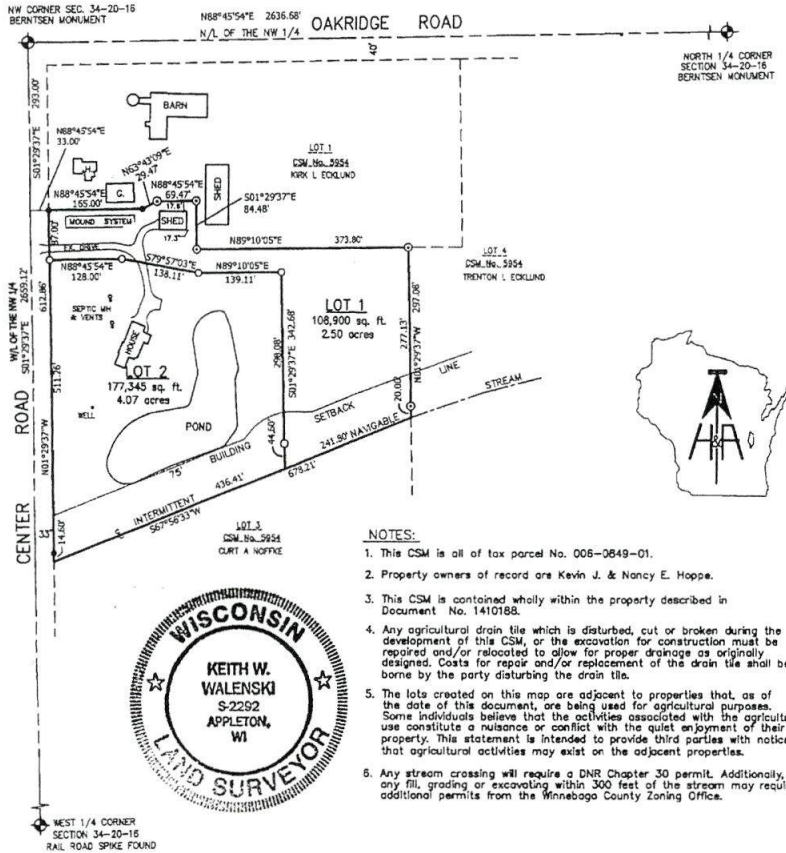 NW CORNER SEC. 34-20-16
BERNTSEN MONUMENT
N88°45'54"E 2636.68'
N/L OF THE NW 1/4
OAKRIDGE ROAD
40'
NORTH 1/4 CORNER
SECTION 34-20-16
BERNTSEN MONUMENT
293.00'
S01°29'37"E
BARN
N88°45'54"E
33.00'
H
N63°43'09"E
29.47'
LOT 1
CSM No. 5954
KIRK L ECKLUND
N88°45'54"E
165.00'
G.
N88°45'54"E
69.47'
17.8'
SHED
S01°29'37"E
84.48'
MOUND SYSTEM
SHED
17.3'
87.00'
EX. DRIVE
N89°10'05"E 373.80'
LOT 4
CSM No. 5954
TRENTON L ECKLUND
N88°45'54"E
128.00'
S79°57'03"E
138.11'
N89°10'05"E
139.11'
W/L OF THE NW 1/4
S01°29'37"E 2659.12'
612.86'
SEPTIC MH
& VENTS
HOUSE
LOT 1
108,900 sq. ft.
2.50 acres
298.08'
S01°29'37"E 342.68'
277.13'
N01°29'37"W
297.06'
LOT 2
177,345 sq. ft.
4.07 acres
511.26'
N01°29'37"W
WELL
POND
20.00'
44.60'
75' BUILDING SETBACK LINE
INTERMITTENT NAVIGABLE STREAM
436.41'
241.80'
678.21'
S67°56'33"W
CENTER ROAD
33'
14.60'
LOT 3
CSM No. 5954
CURT A NOFFKE
N
H&A
WISCONSIN
KEITH W.
WALENSKI
S-2292
APPLETON,
WI
LAND SURVEYOR
WEST 1/4 CORNER
SECTION 34-20-16
RAIL ROAD SPIKE FOUND
NOTES:
1. This CSM is all of tax parcel No. 006-0649-01.
2. Property owners of record are Kevin J. & Nancy E. Hoppe.
3. This CSM is contained wholly within the property described in
Document No. 1410188.
4. Any agricultural drain tile which is disturbed, cut or broken during the
development of this CSM, or the excavation for construction must be
repaired and/or relocated to allow for proper drainage as originally
designed. Costs for repair and/or replacement of the drain tile shall be
borne by the party disturbing the drain tile.
5. The lots created on this map are adjacent to properties that, as of
the date of this document, are being used for agricultural purposes.
Some individuals believe that the activities associated with the agricultu
use constitute a nuisance or conflict with the quiet enjoyment of their
property. This statement is intended to provide third parties with notice
that agricultural activities may exist on the adjacent properties.
6. Any stream crossing will require a DNR Chapter 30 permit. Additionally,
any fill, grading or excavating within 300 feet of the stream may requi
additional permits from the Winnebago County Zoning Office.